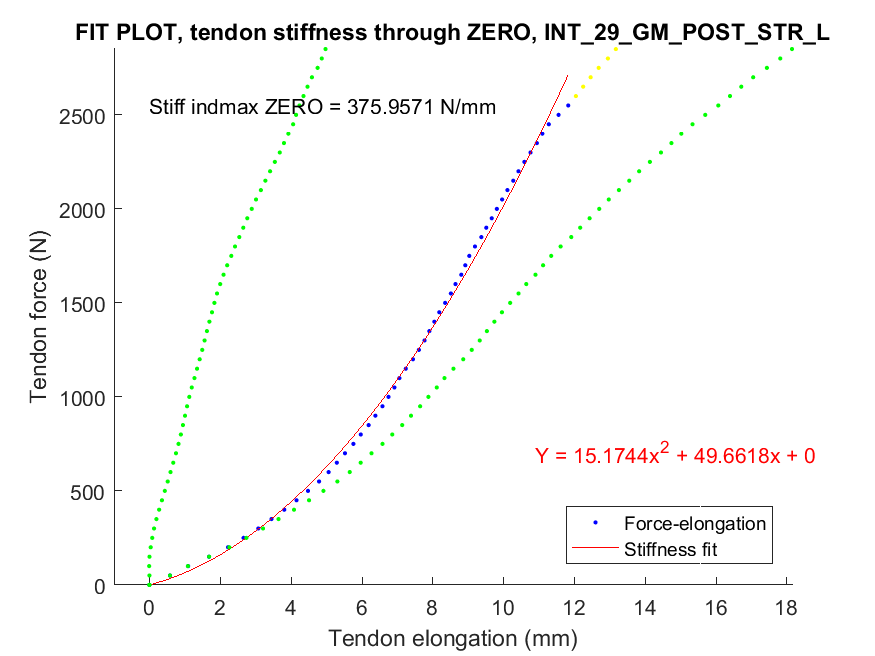 FIT PLOT, tendon stiffness through ZERO, INT_29_GM_POST_STR_L
Stiff indmax ZERO = 375.9571 N/mm
2500
2000
1500
1000
500
0
Tendon force (N)
Y = 15.1744x² + 49.6618x + 0
Force-elongation
Stiffness fit
0 2 4 6 8 10 12 14 16 18
Tendon elongation (mm)